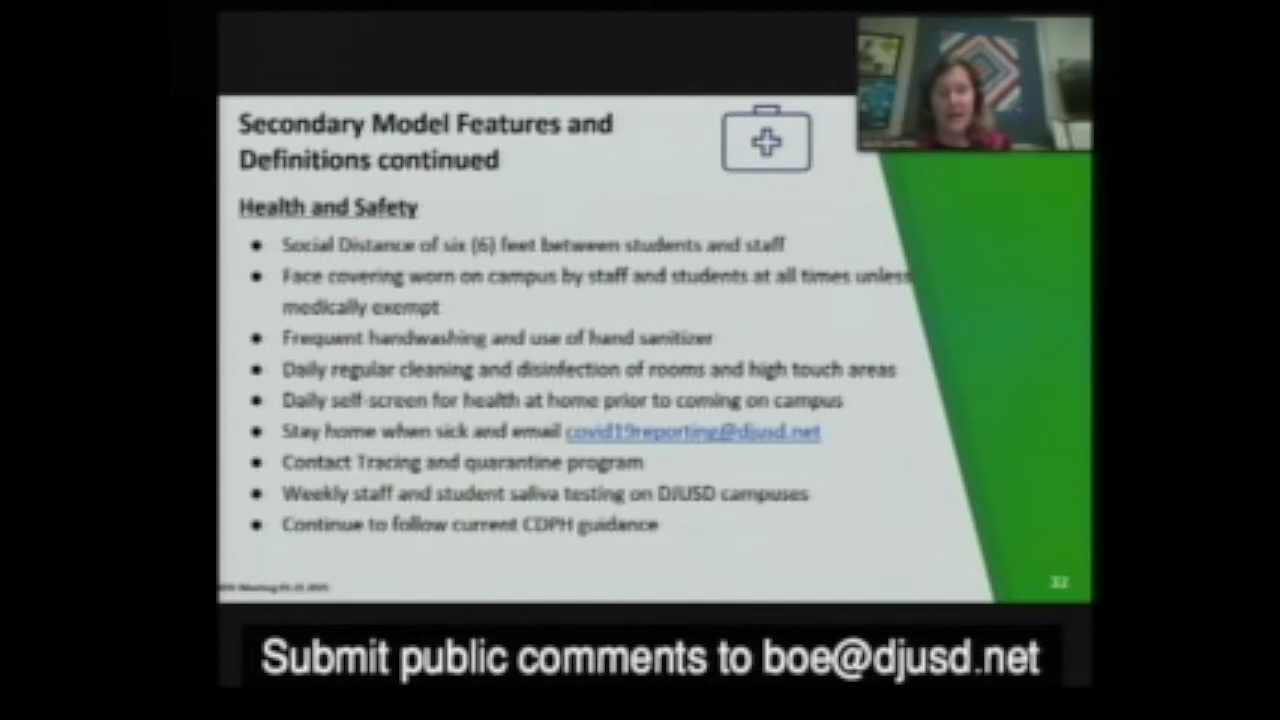 Secondary Model Features and
Definitions continued
Health and Safety
● Social Distance of six (6) feet between students and staff
● Face covering worn on campus by staff and students at all times unless
medically exempt
● Frequent handwashing and use of hand sanitizer
● Daily regular cleaning and disinfection of rooms and high touch areas
● Daily self-screen for health at home prior to coming on campus
● Stay home when sick and email covid19reporting@djusd.net
● Contact Tracing and quarantine program
● Weekly staff and student saliva testing on DJUSD campuses
● Continue to follow current CDPH guidance
32
Submit public comments to boe@djusd.net